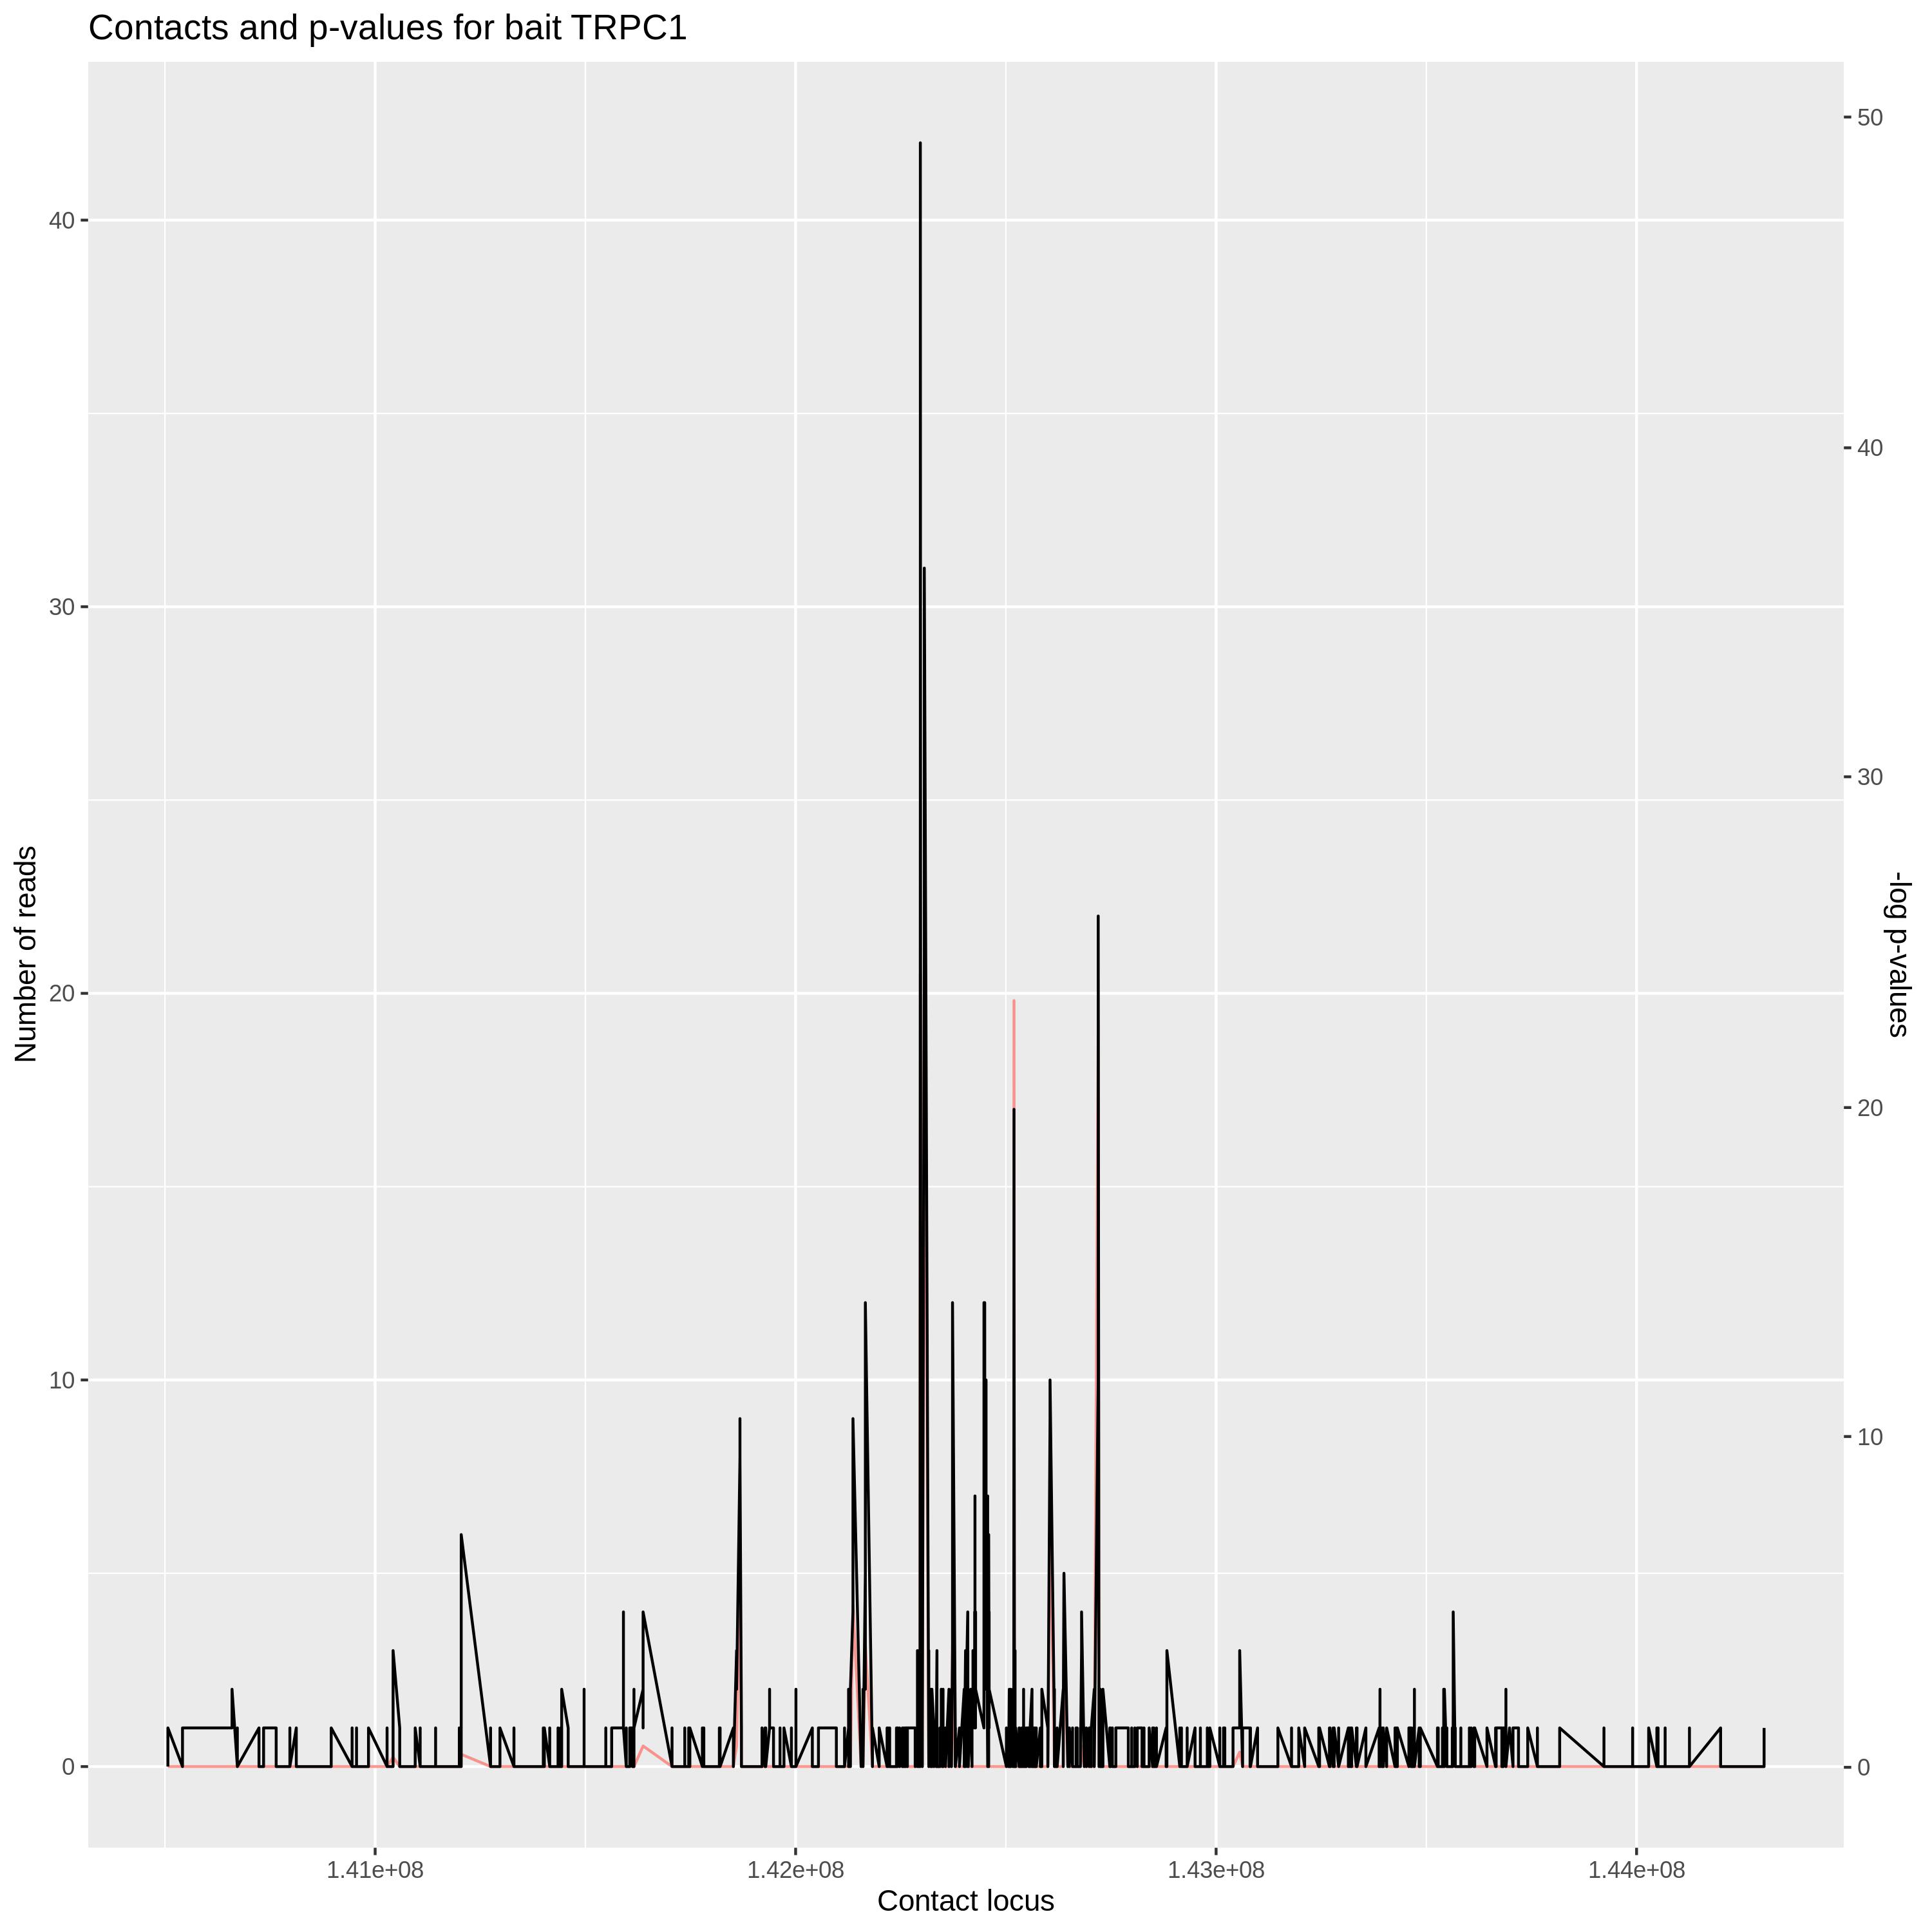 Contacts and p-values for bait TRPC1
Number of reads
40
30
20
10
0
50
40
30
20
10
0
-log p-values
1.41e+08 1.42e+08 1.43e+08 1.44e+08
Contact locus